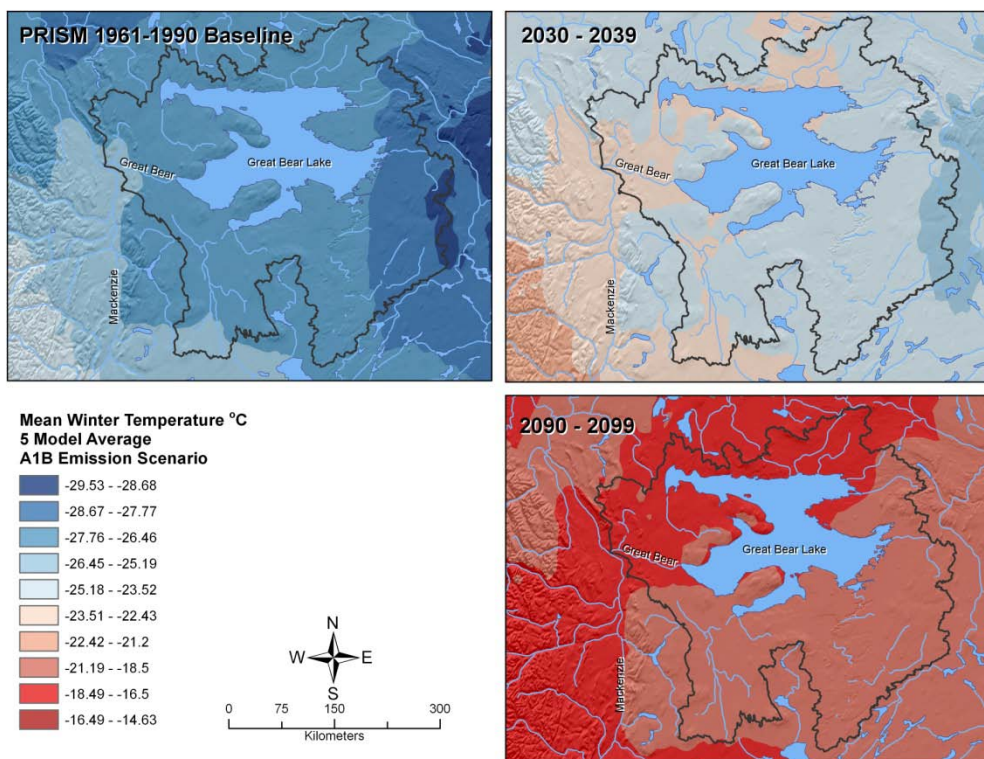 PRISM 1961-1990 Baseline
Great Bear
Great Bear Lake
Mackenzie
2030 - 2039
Great Bear
Great Bear Lake
Mackenzie
Mean Winter Temperature °C
5 Model Average
A1B Emission Scenario
-29.53 - -28.68
-28.67 - -27.77
-27.76 - -26.46
-26.45 - -25.19
-25.18 - -23.52
-23.51 - -22.43
-22.42 - -21.2
-21.19 - -18.5
-18.49 - -16.5
-16.49 - -14.63
N
W E
S
0 75 150 300
Kilometers
2090 - 2099
Great Bear
Great Bear Lake
Mackenzie